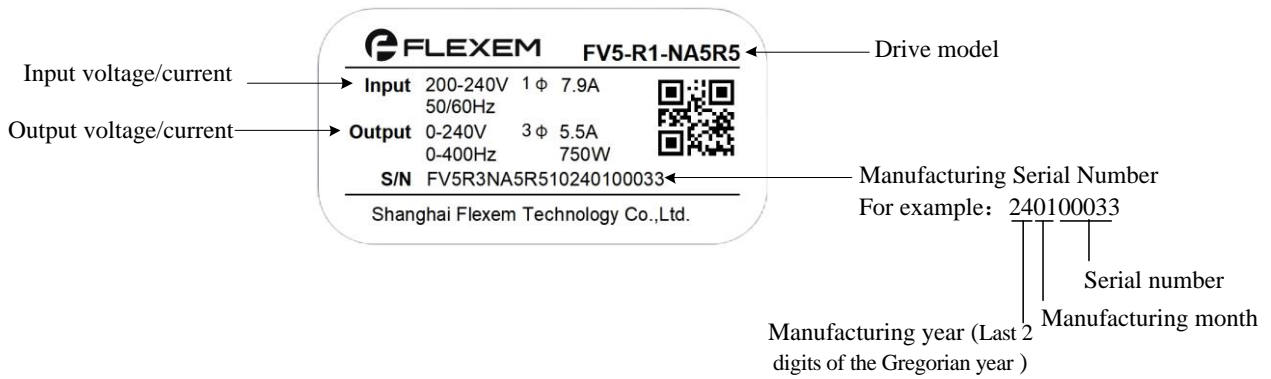 FLEXEM FV5-R1-NA5R5
Drive model
Input voltage/current
Input 200-240V 1Φ 7.9A
50/60Hz
Output voltage/current
Output 0-240V 3Φ 5.5A
0-400Hz 750W
S/N FV5R3NA5R510240100033
Shanghai Flexem Technology Co.,Ltd.
Manufacturing Serial Number
For example：240100033
Serial number
Manufacturing month
Manufacturing year (Last 2
digits of the Gregorian year )